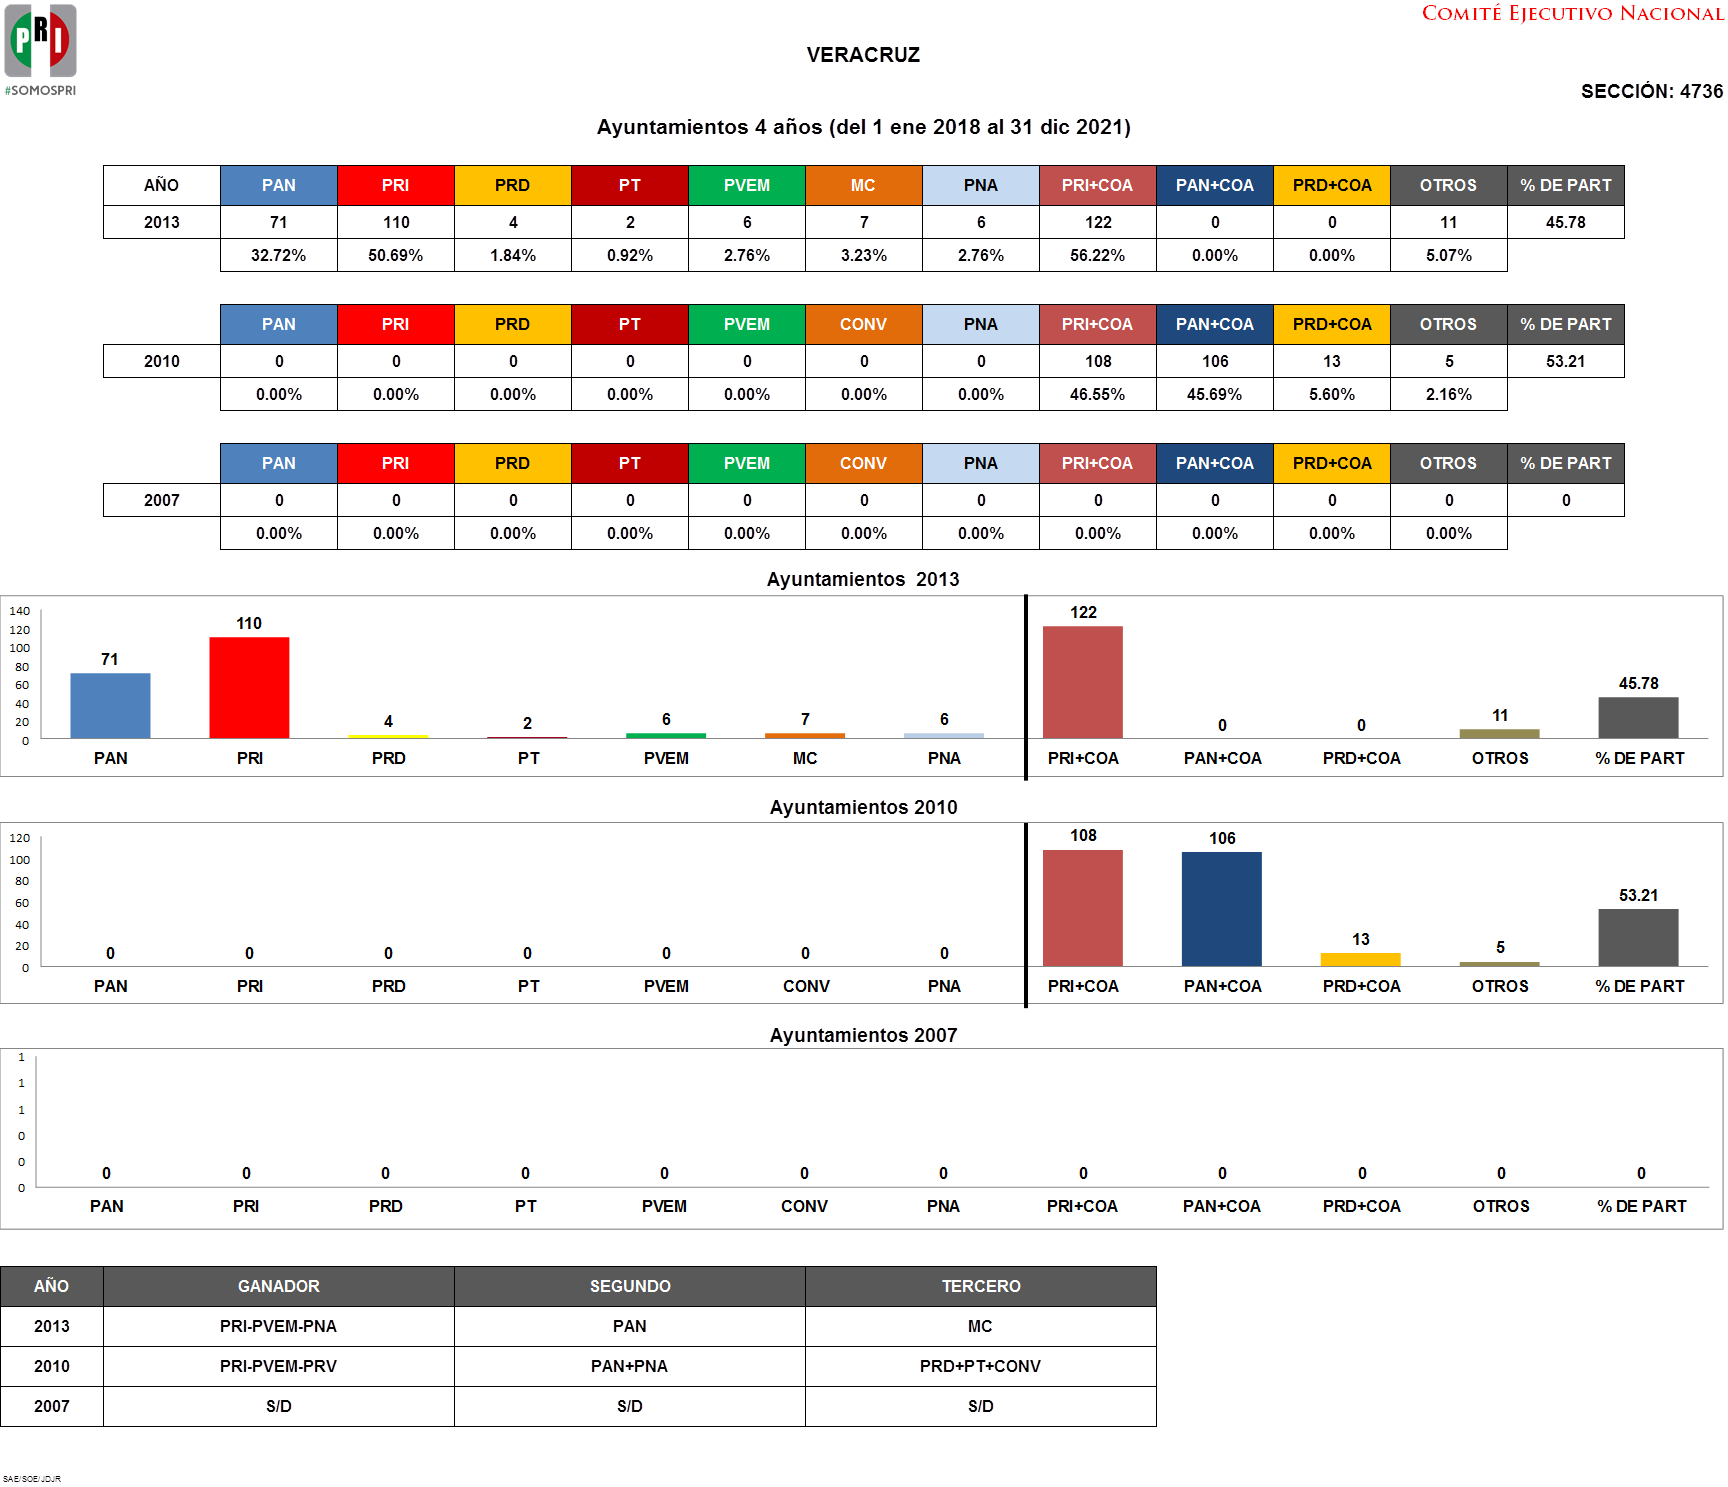 COMITÉ EJECUTIVO NACIONAL
PRI
#SOMOSPRI
VERACRUZ
SECCIÓN: 4736
Ayuntamientos 4 años (del 1 ene 2018 al 31 dic 2021)
AÑO PAN PRI PRD PT PVEM MC PNA PRI+COA PAN+COA PRD+COA OTROS % DE PART
2013 71 110 4 2 6 7 6 122 0 0 11 45.78
32.72% 50.69% 1.84% 0.92% 2.76% 3.23% 2.76% 56.22% 0.00% 0.00% 5.07%
PAN PRI PRD PT PVEM CONV PNA PRI+COA PAN+COA PRD+COA OTROS % DE PART
2010 0 0 0 0 0 0 0 108 106 13 5 53.21
0.00% 0.00% 0.00% 0.00% 0.00% 0.00% 0.00% 46.55% 45.69% 5.60% 2.16%
PAN PRI PRD PT PVEM CONV PNA PRI+COA PAN+COA PRD+COA OTROS % DE PART
2007 0 0 0 0 0 0 0 0 0 0 0 0
0.00% 0.00% 0.00% 0.00% 0.00% 0.00% 0.00% 0.00% 0.00% 0.00% 0.00%
Ayuntamientos 2013
140
120
100
80
60
40
20
0
71 110 4 2 6 7 6 122 0 0 11 45.78
PAN PRI PRD PT PVEM MC PNA PRI+COA PAN+COA PRD+COA OTROS % DE PART
Ayuntamientos 2010
120
100
80
60
40
20
0
0 0 0 0 0 0 0 108 106 13 5 53.21
PAN PRI PRD PT PVEM CONV PNA PRI+COA PAN+COA PRD+COA OTROS % DE PART
Ayuntamientos 2007
1
1
1
0
0
0
0 0 0 0 0 0 0 0 0 0 0 0
PAN PRI PRD PT PVEM CONV PNA PRI+COA PAN+COA PRD+COA OTROS % DE PART
AÑO GANADOR SEGUNDO TERCERO
2013 PRI-PVEM-PNA PAN MC
2010 PRI-PVEM-PRV PAN+PNA PRD+PT+CONV
2007 S/D S/D S/D
SAE/SOE/JDJR